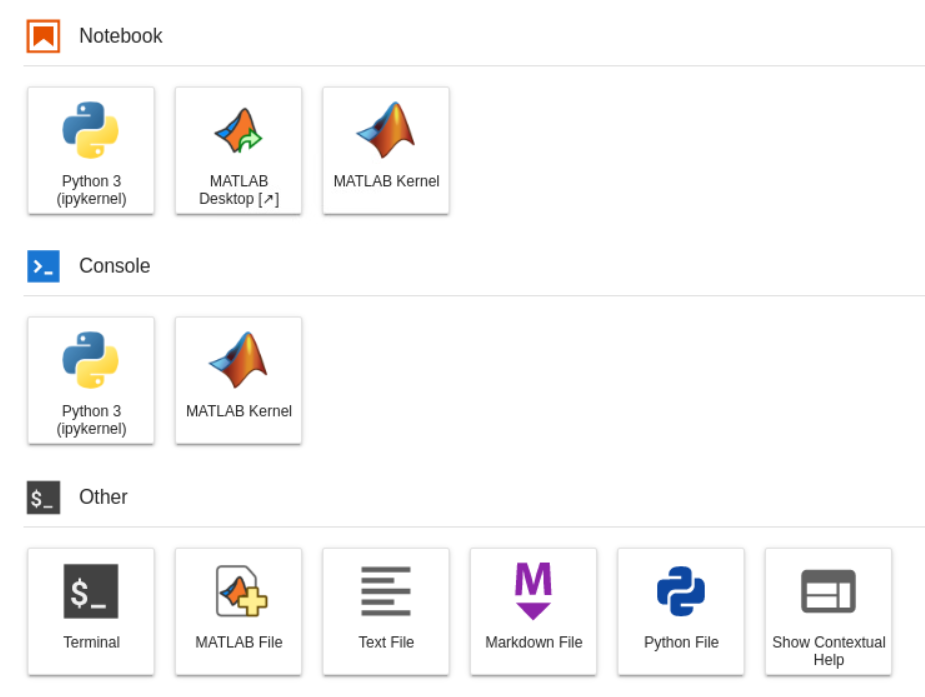 Notebook
Python 3
(ipykernel)
MATLAB
Desktop [↗]
MATLAB Kernel
>_
Console
Python 3
(ipykernel)
MATLAB Kernel
$_
Other
$_
Terminal
MATLAB File
Text File
M
Markdown File
Python File
Show Contextual
Help